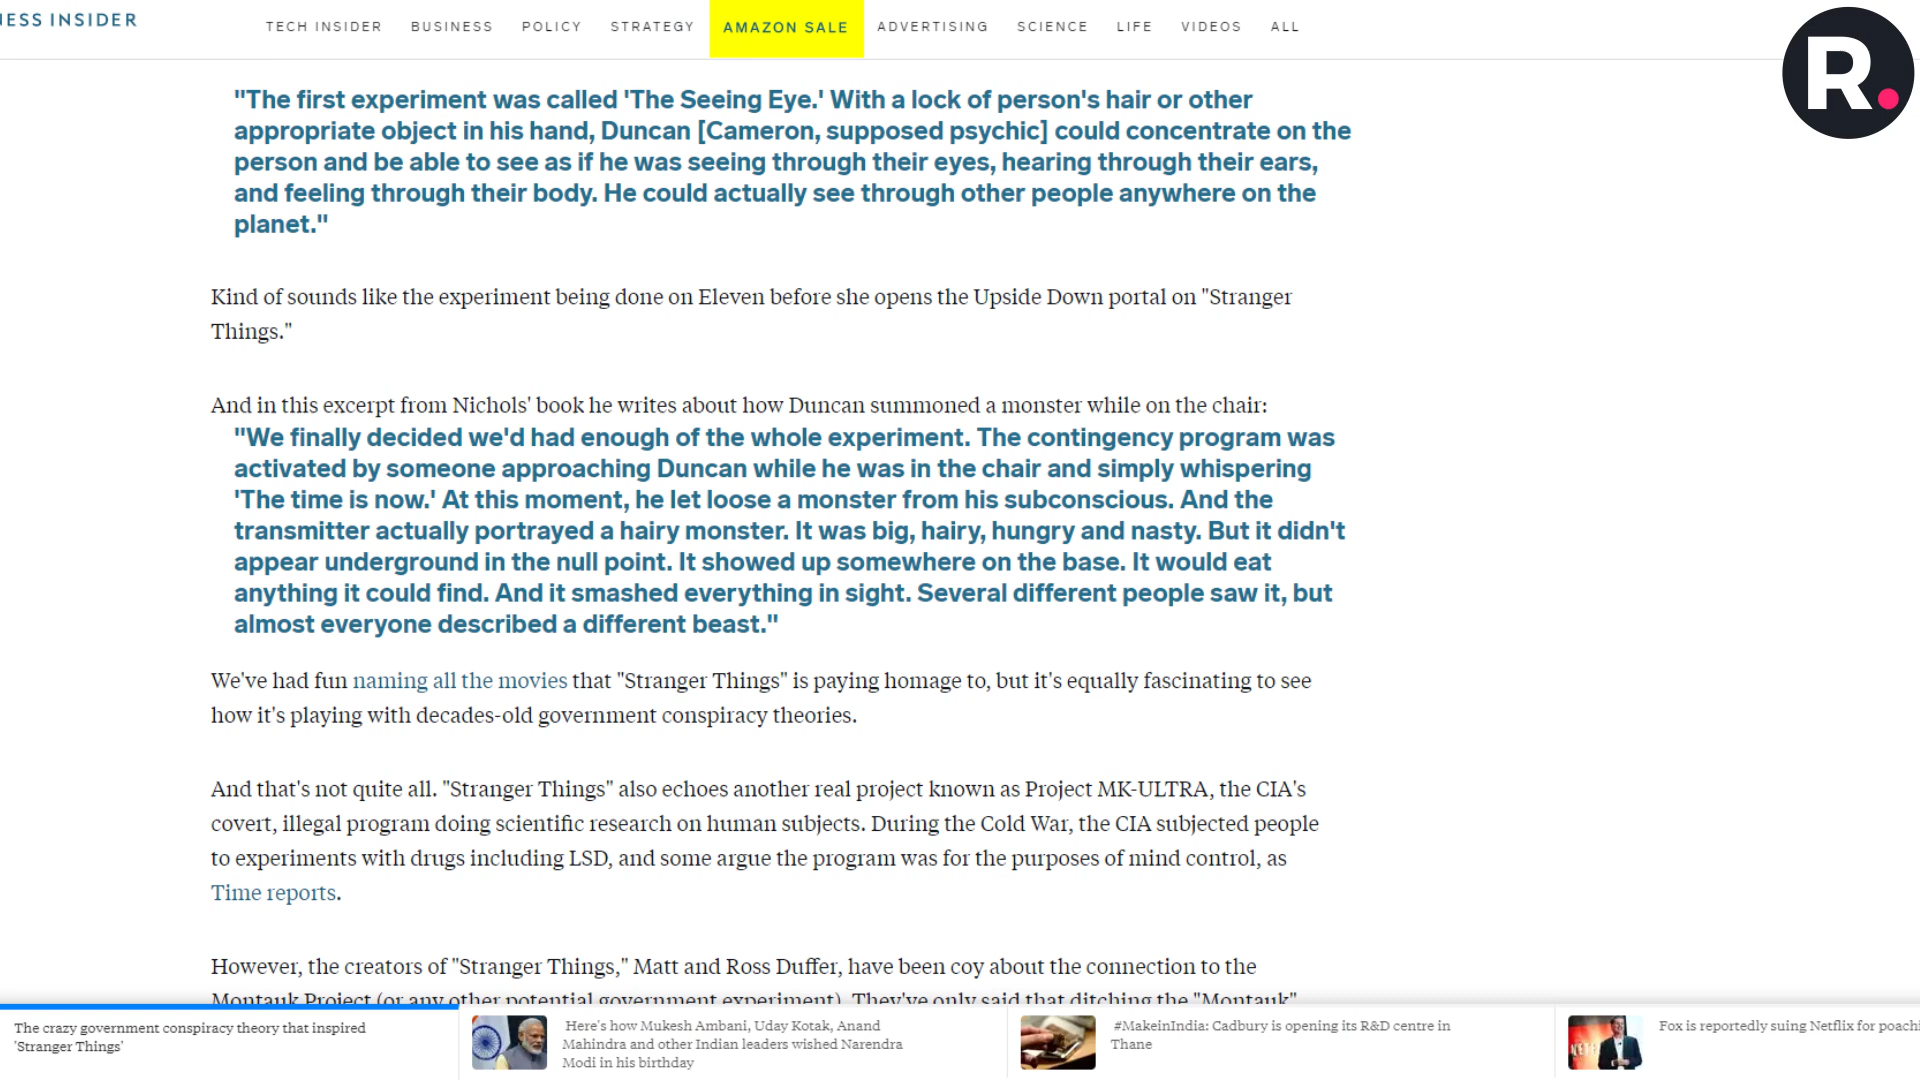 NESS INSIDER
TECH INSIDER BUSINESS POLICY STRATEGY AMAZON SALE ADVERTISING SCIENCE LIFE VIDEOS ALL
R.
"The first experiment was called 'The Seeing Eye.' With a lock of person's hair or other
appropriate object in his hand, Duncan [Cameron, supposed psychic] could concentrate on the
person and be able to see as if he was seeing through their eyes, hearing through their ears,
and feeling through their body. He could actually see through other people anywhere on the
planet."
Kind of sounds like the experiment being done on Eleven before she opens the Upside Down portal on "Stranger
Things."
And in this excerpt from Nichols' book he writes about how Duncan summoned a monster while on the chair:
"We finally decided we'd had enough of the whole experiment. The contingency program was
activated by someone approaching Duncan while he was in the chair and simply whispering
'The time is now.' At this moment, he let loose a monster from his subconscious. And the
transmitter actually portrayed a hairy monster. It was big, hairy, hungry and nasty. But it didn't
appear underground in the null point. It showed up somewhere on the base. It would eat
anything it could find. And it smashed everything in sight. Several different people saw it, but
almost everyone described a different beast."
We've had fun naming all the movies that "Stranger Things" is paying homage to, but it's equally fascinating to see
how it's playing with decades-old government conspiracy theories.
And that's not quite all. "Stranger Things" also echoes another real project known as Project MK-ULTRA, the CIA's
covert, illegal program doing scientific research on human subjects. During the Cold War, the CIA subjected people
to experiments with drugs including LSD, and some argue the program was for the purposes of mind control, as
Time reports.
However, the creators of "Stranger Things," Matt and Ross Duffer, have been coy about the connection to the
Montauk Project (or any other potential government experiment). They've only said that ditching the "Montauk"
The crazy government conspiracy theory that inspired
'Stranger Things'
Here's how Mukesh Ambani, Uday Kotak, Anand
Mahindra and other Indian leaders wished Narendra
Modi in his birthday
#MakeinIndia: Cadbury is opening its R&D centre in
Thane
Fox is reportedly suing Netflix for poachi